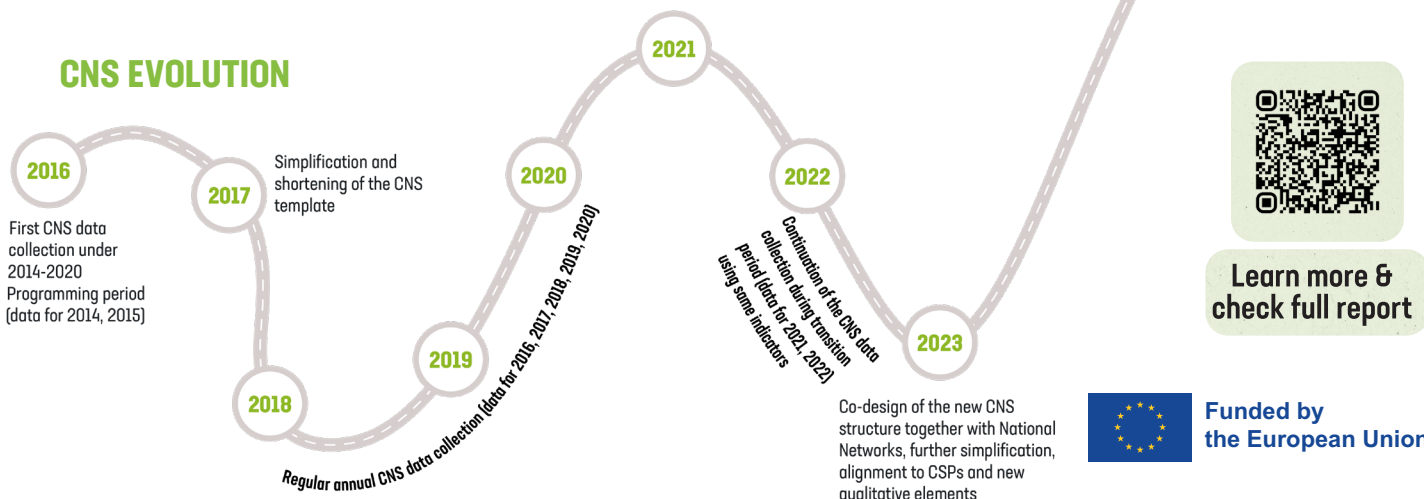 CNS EVOLUTION
2016
First CNS data
collection under
2014-2020
Programming period
(data for 2014, 2015)
2017
Simplification and
shortening of the CNS
template
2018
2019
2020
Regular annual CNS data collection (data for 2016, 2017, 2018, 2019, 2020)
2021
2022
Continuation of the CNS data
collection during transition
period (data for 2021, 2022)
using same indicators
2023
Co-design of the new CNS
structure together with National
Networks, further simplification,
alignment to CSPs and new
qualitative elements
Learn more &
check full report
Funded by
the European Union